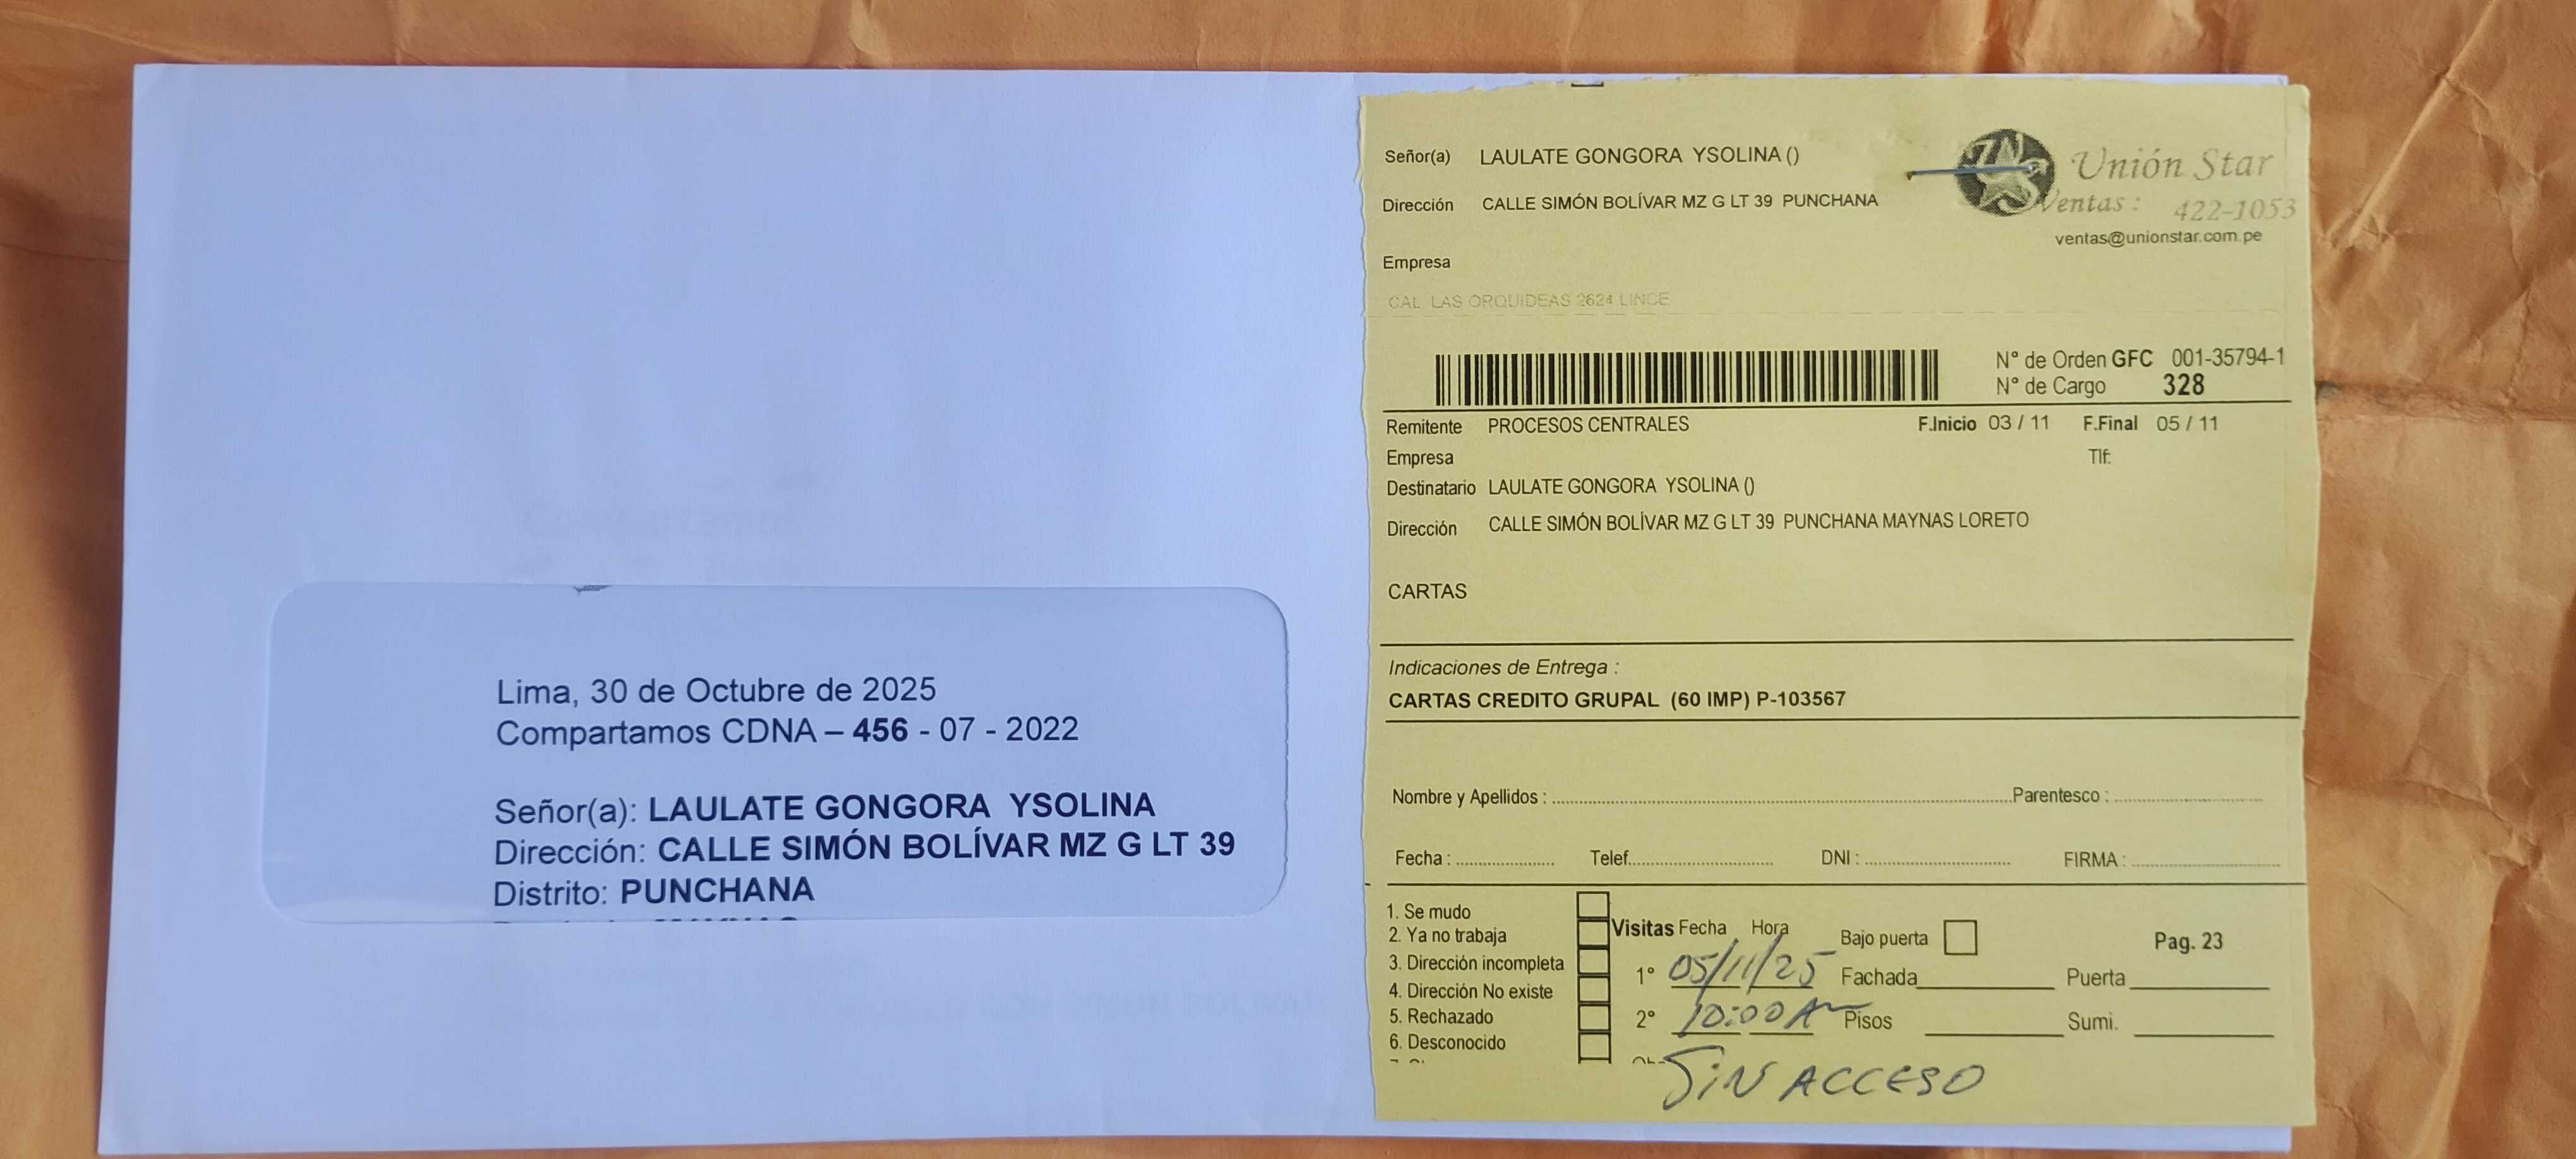 Lima, 30 de Octubre de 2025
Compartamos CDNA – 456 - 07 - 2022
Señor(a): LAULATE GONGORA YSOLINA
Dirección: CALLE SIMÓN BOLÍVAR MZ G LT 39
Distrito: PUNCHANA
Señor(a) LAULATE GONGORA YSOLINA ()
Unión Star
Dirección CALLE SIMÓN BOLÍVAR MZ G LT 39 PUNCHANA
Ventas : 422-1053
ventas@unionstar.com.pe
Empresa
CAL LAS ORQUIDEAS 2624 LINCE
N° de Orden GFC 001-35794-1
N° de Cargo 328
Remitente PROCESOS CENTRALES F.Inicio 03 / 11 F.Final 05 / 11
Empresa Tlf:
Destinatario LAULATE GONGORA YSOLINA ()
Dirección CALLE SIMÓN BOLÍVAR MZ G LT 39 PUNCHANA MAYNAS LORETO
CARTAS
Indicaciones de Entrega :
CARTAS CREDITO GRUPAL (60 IMP) P-103567
Nombre y Apellidos : Parentesco :
Fecha : Telef. DNI : FIRMA :
1. Se mudo
2. Ya no trabaja
3. Dirección incompleta
4. Dirección No existe
5. Rechazado
6. Desconocido
Visitas Fecha Hora
1° 05/11/25
2° 10:00 A
Bajo puerta Pag. 23
Fachada Puerta
Pisos Sumi.
SIN ACCESO